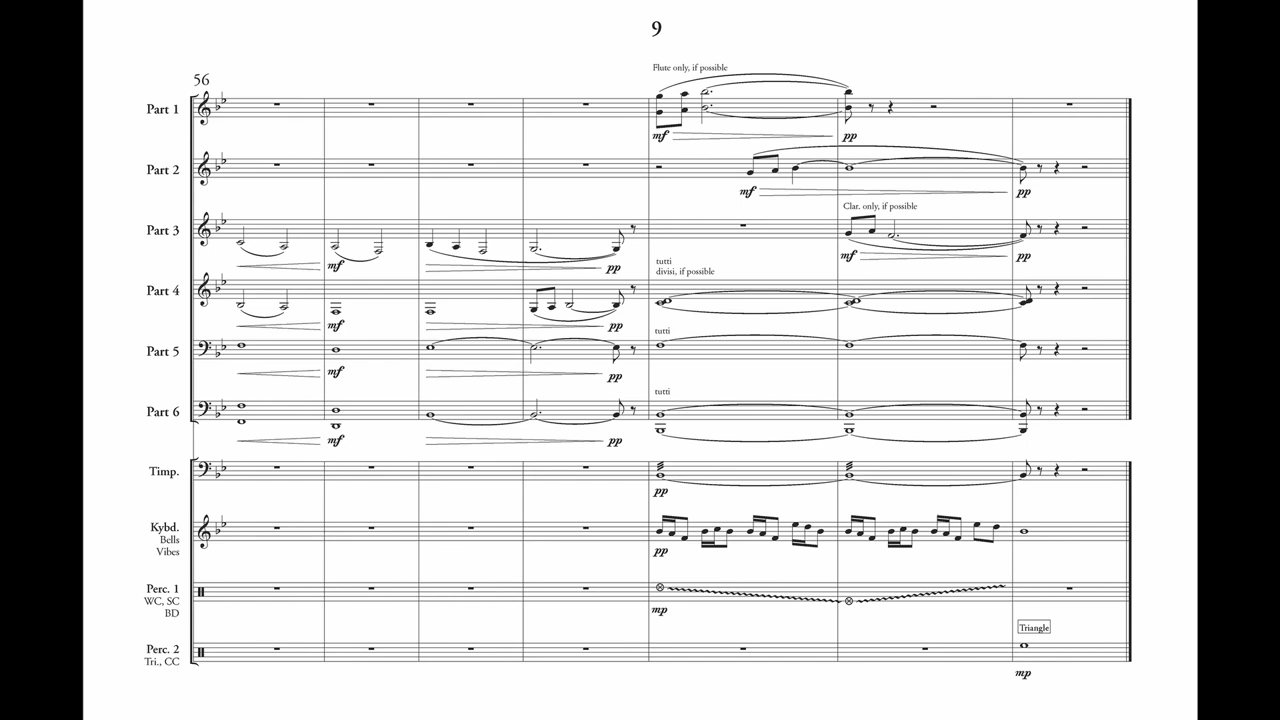 9
56
Flute only, if possible
Part 1
mf
pp
Part 2
mf
pp
Clar. only, if possible
Part 3
mf
pp
mf
pp
tutti
divisi, if possible
Part 4
mf
pp
tutti
Part 5
mf
pp
tutti
Part 6
mf
pp
Timp.
pp
Kybd.
Bells
Vibes
pp
Perc. 1
WC, SC
BD
mp
Triangle
Perc. 2
Tri., CC
mp